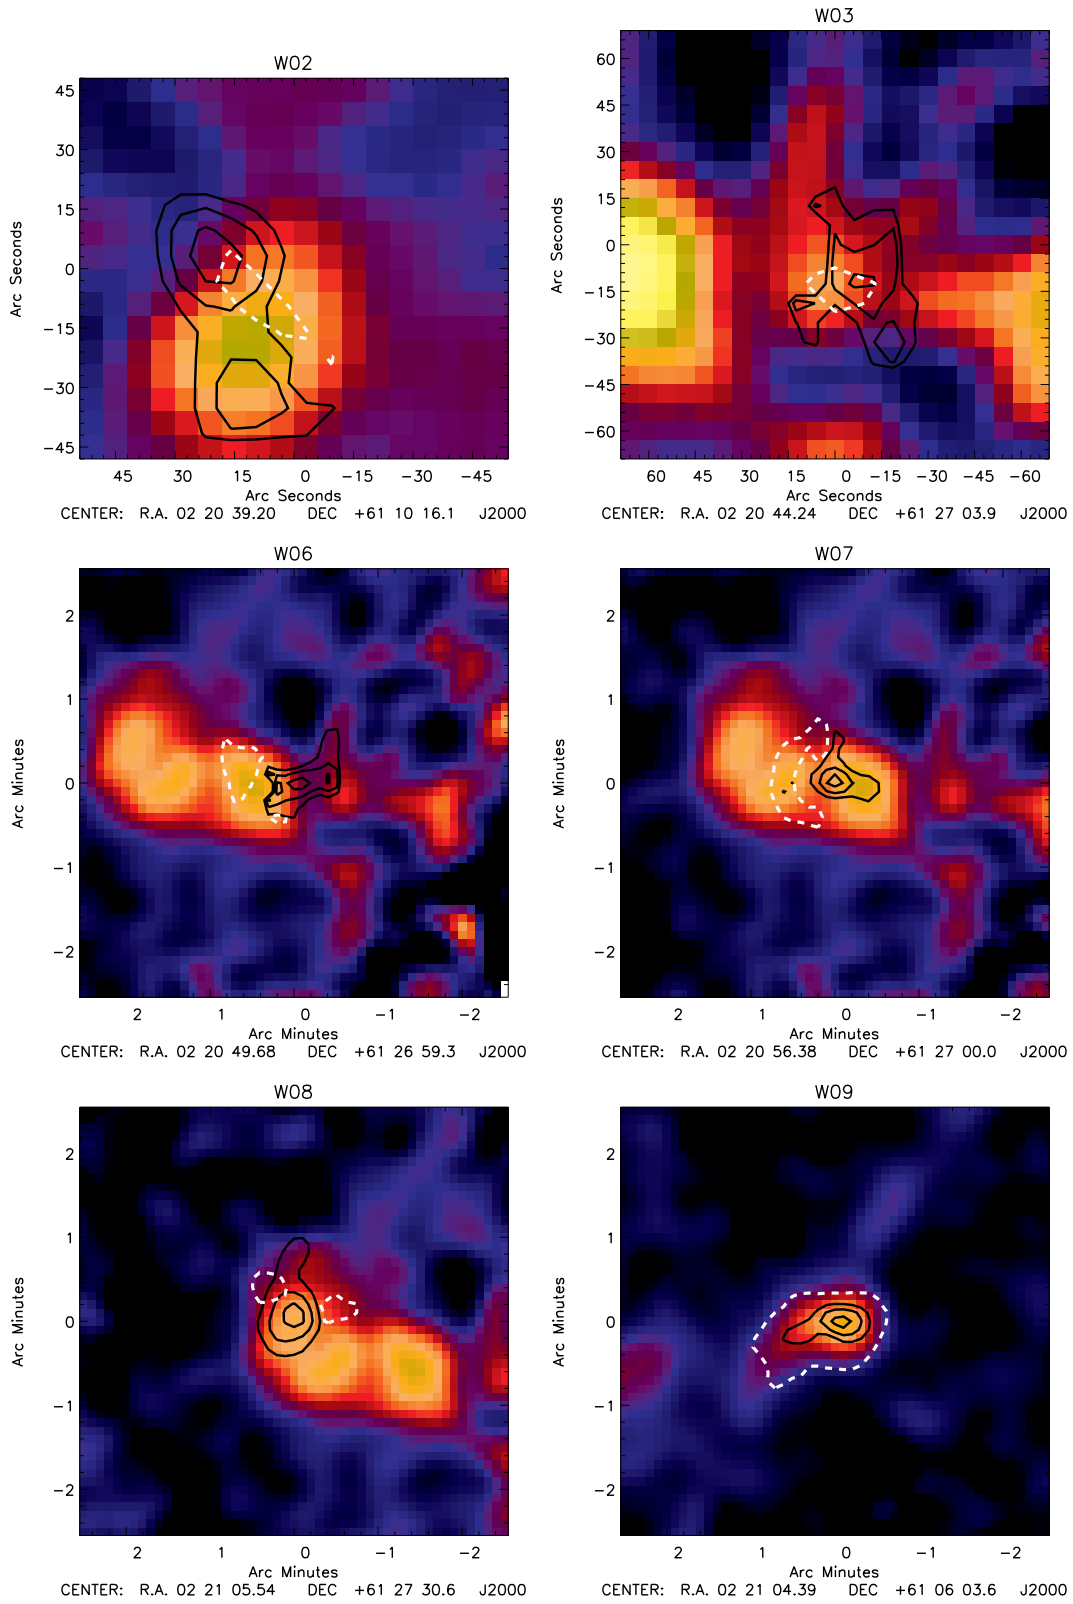 W02
45
30
15
0
−15
−30
−45
Arc Seconds
45 30 15 0 −15 −30 −45
Arc Seconds
CENTER: R.A. 02 20 39.20 DEC +61 10 16.1 J2000
W03
60
45
30
15
0
−15
−30
−45
−60
Arc Seconds
60 45 30 15 0 −15 −30 −45 −60
Arc Seconds
CENTER: R.A. 02 20 44.24 DEC +61 27 03.9 J2000
W06
2
1
0
−1
−2
Arc Minutes
2 1 0 −1 −2
Arc Minutes
CENTER: R.A. 02 20 49.68 DEC +61 26 59.3 J2000
W07
2
1
0
−1
−2
Arc Minutes
2 1 0 −1 −2
Arc Minutes
CENTER: R.A. 02 20 56.38 DEC +61 27 00.0 J2000
W08
2
1
0
−1
−2
Arc Minutes
2 1 0 −1 −2
Arc Minutes
CENTER: R.A. 02 21 05.54 DEC +61 27 30.6 J2000
W09
2
1
0
−1
−2
Arc Minutes
2 1 0 −1 −2
Arc Minutes
CENTER: R.A. 02 21 04.39 DEC +61 06 03.6 J2000